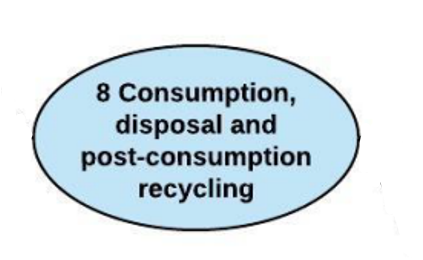 8 Consumption,
disposal and
post-consumption
recycling